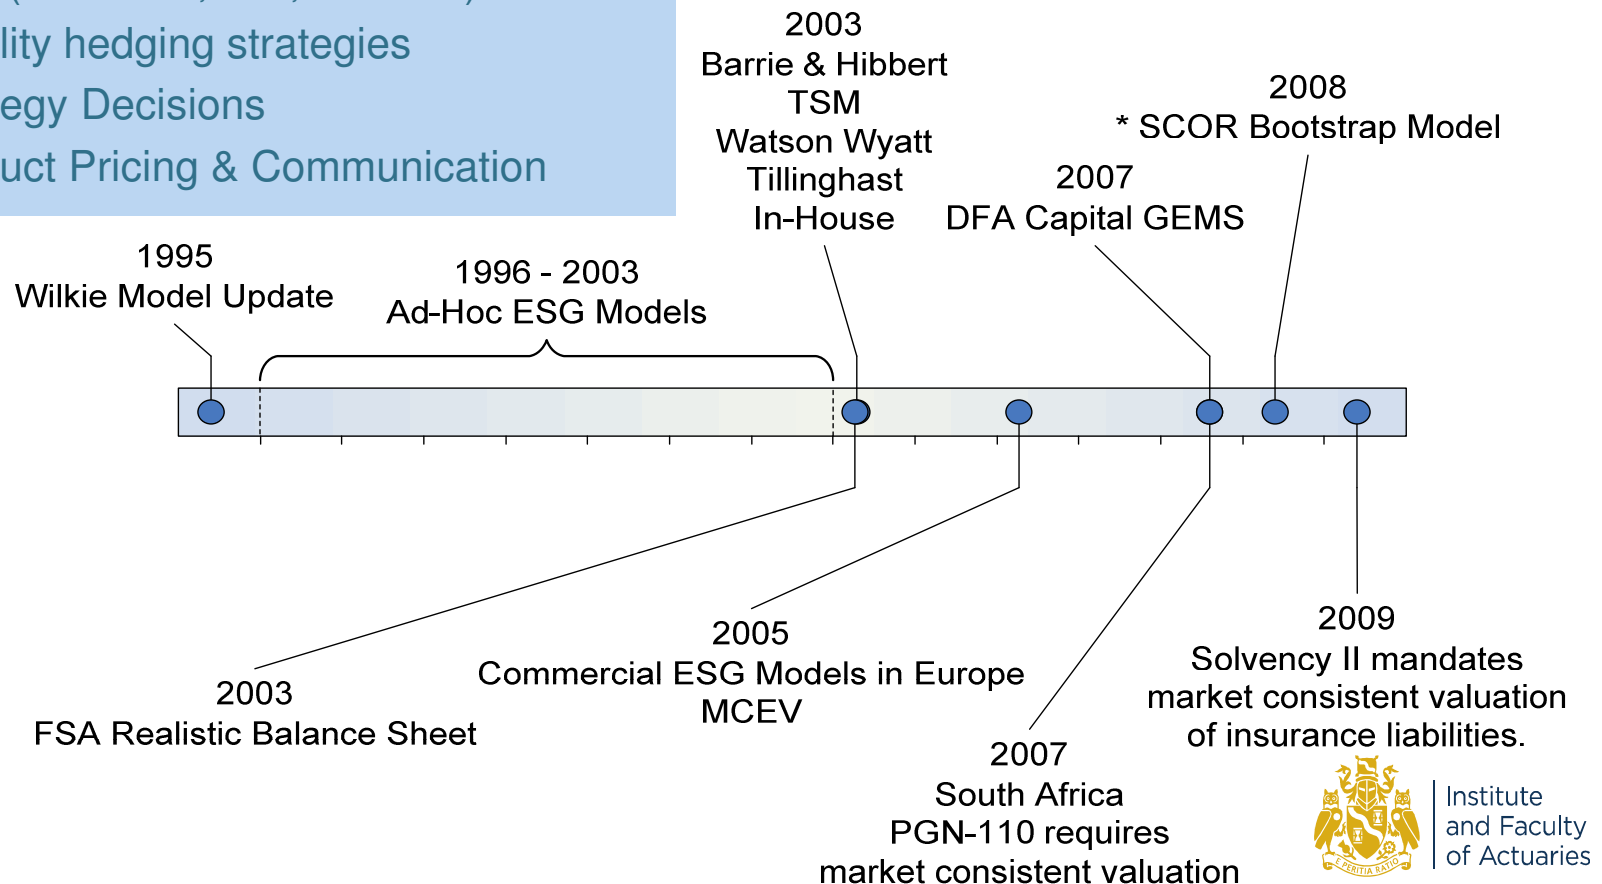 lity hedging strategies
egy Decisions
uct Pricing & Communication
2003
Barrie & Hibbert
TSM
Watson Wyatt
Tillinghast
In-House
2008
* SCOR Bootstrap Model
2007
DFA Capital GEMS
1995
Wilkie Model Update
1996 - 2003
Ad-Hoc ESG Models
2003
FSA Realistic Balance Sheet
2005
Commercial ESG Models in Europe
MCEV
2007
South Africa
PGN-110 requires
market consistent valuation
2009
Solvency II mandates
market consistent valuation
of insurance liabilities.
E PERITIA RATIO
Institute
and Faculty
of Actuaries